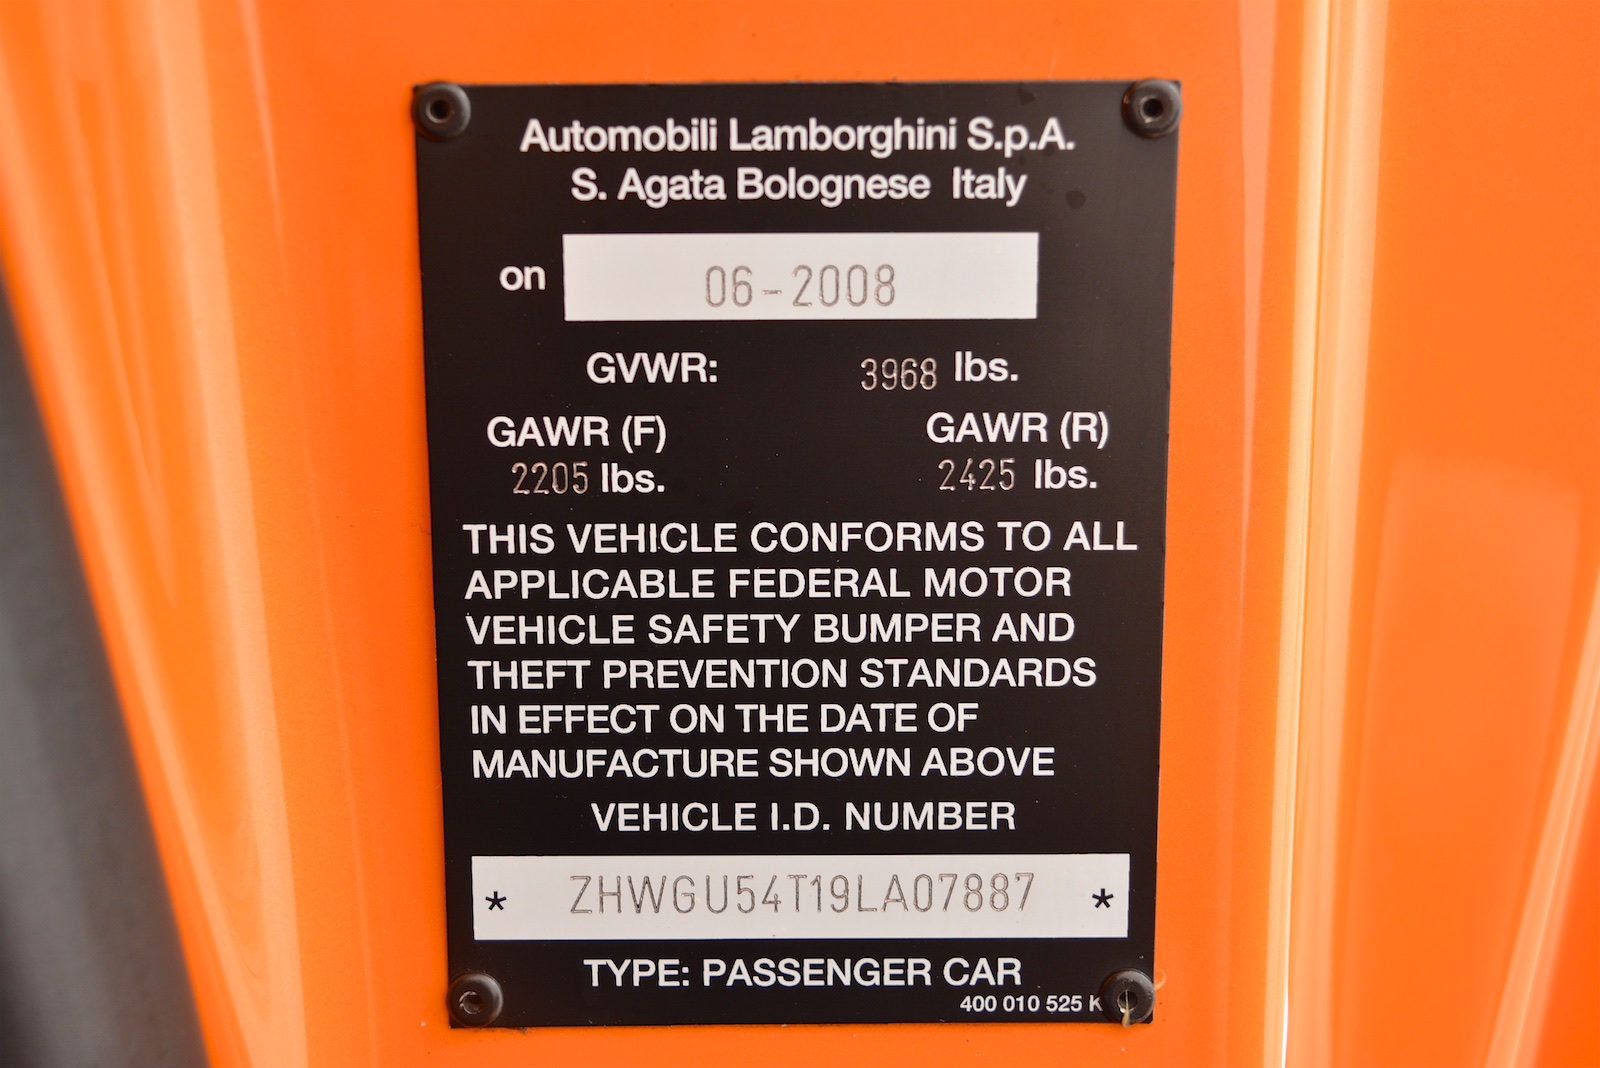 Automobili Lamborghini S.p.A.
S. Agata Bolognese Italy
on 06-2008
GVWR: 3968 lbs.
GAWR (F) GAWR (R)
2205 lbs. 2425 lbs.
THIS VEHICLE CONFORMS TO ALL
APPLICABLE FEDERAL MOTOR
VEHICLE SAFETY BUMPER AND
THEFT PREVENTION STANDARDS
IN EFFECT ON THE DATE OF
MANUFACTURE SHOWN ABOVE
VEHICLE I.D. NUMBER
* ZHWGU54T19LA07887 *
TYPE: PASSENGER CAR
400 010 525 K